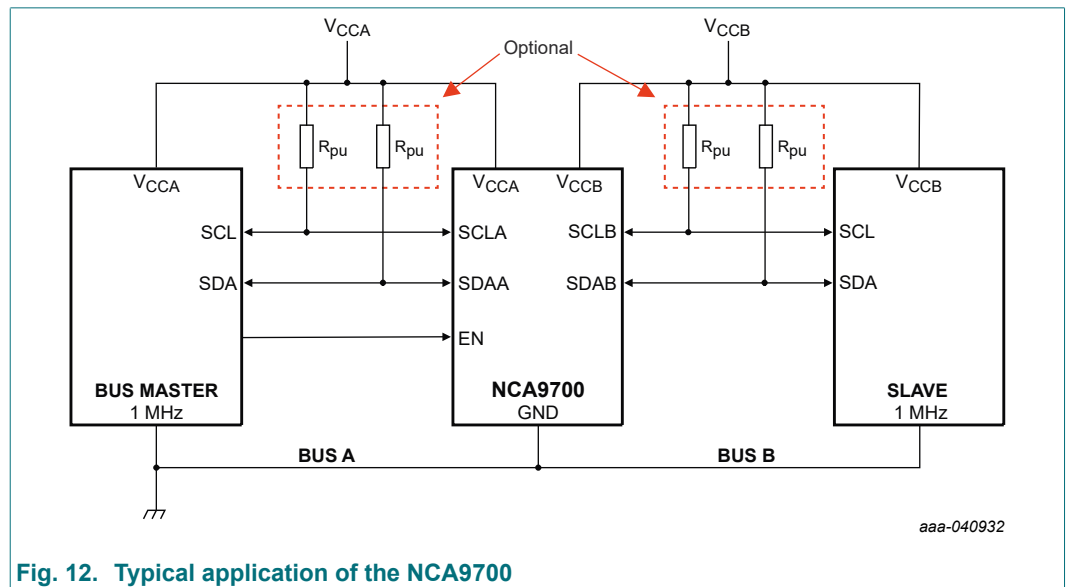 VCCA
VCCB
Optional
Rpu
Rpu
Rpu
Rpu
VCCA
VCCA
VCCB
VCCB
SCL
SCLA
SCLB
SCL
SDA
SDAA
SDAB
SDA
EN
BUS MASTER
1 MHz
NCA9700
GND
SLAVE
1 MHz
BUS A
BUS B
aaa-040932
Fig. 12. Typical application of the NCA9700